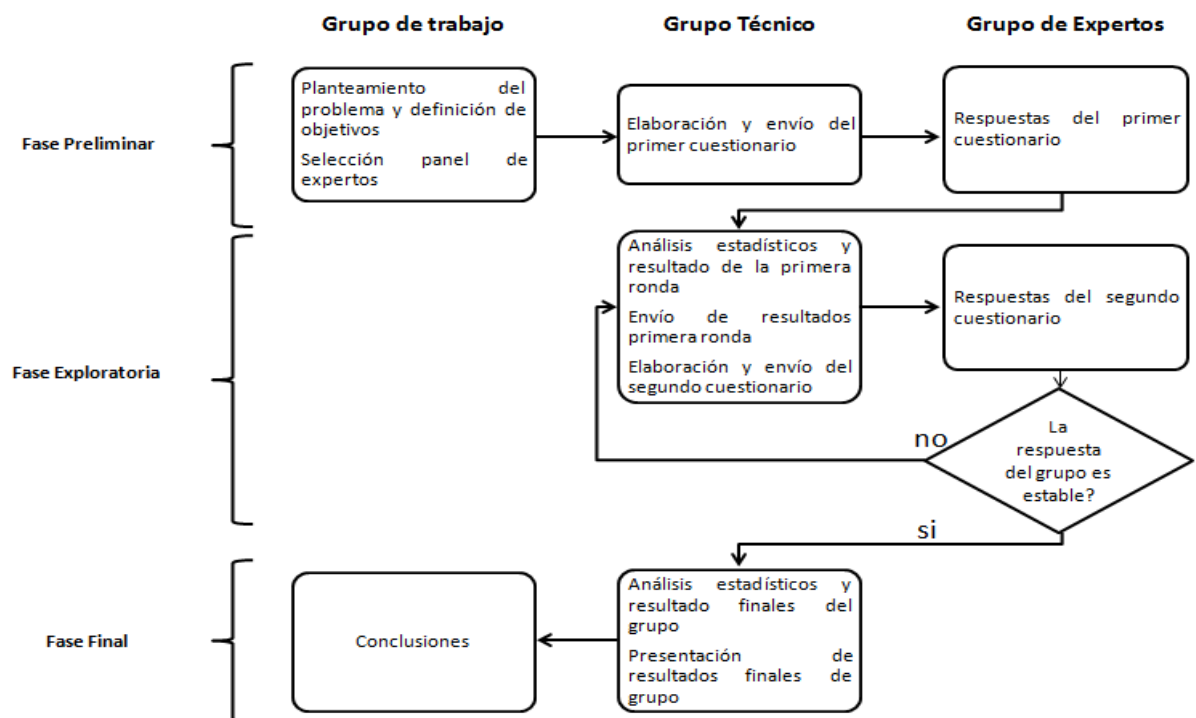 Grupo de trabajo
Grupo Técnico
Grupo de Expertos
Fase Preliminar
Planteamiento del
problema y definición de
objetivos
Selección panel de
expertos
Elaboración y envío del
primer cuestionario
Respuestas del primer
cuestionario
Fase Exploratoria
Análisis estadísticos y
resultado de la primera
ronda
Envío de resultados
primera ronda
Elaboración y envío del
segundo cuestionario
Respuestas del segundo
cuestionario
La
respuesta
del grupo es
estable?
no
si
Fase Final
Conclusiones
Análisis estadísticos y
resultado finales del
grupo
Presentación de
resultados finales de
grupo